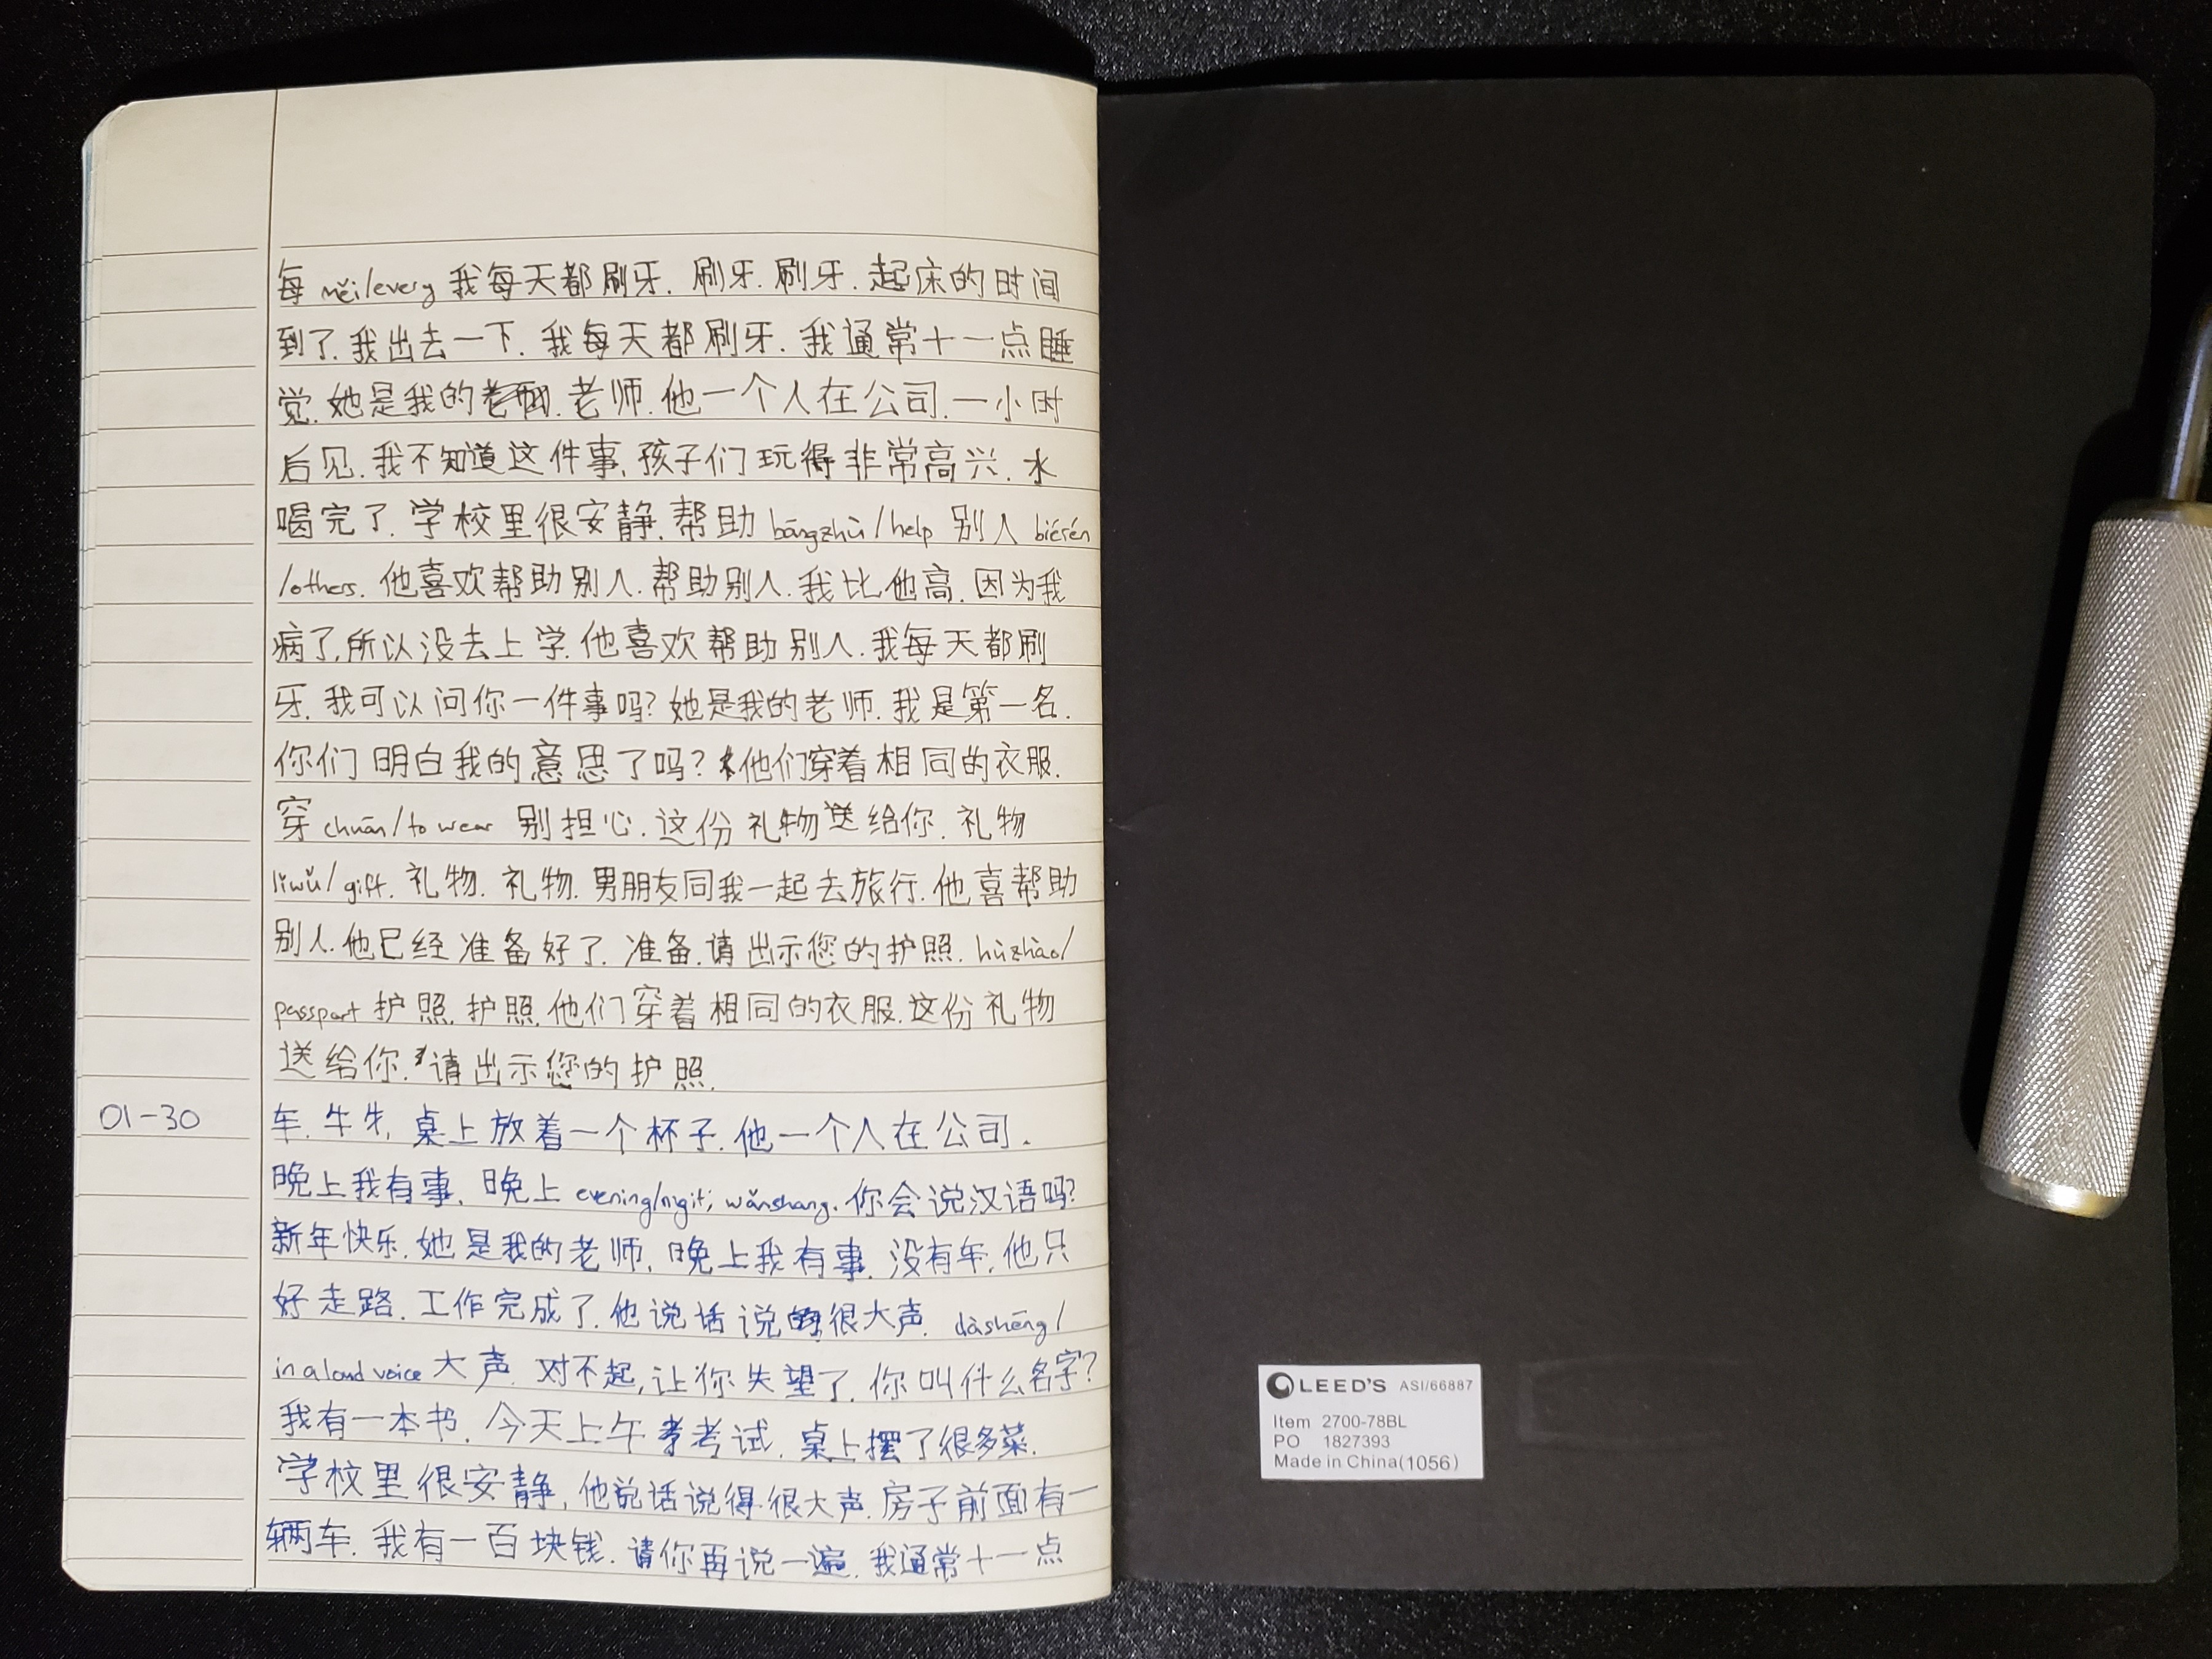 每 měi/every 我每天都刷牙. 刷牙. 刷牙. 起床的时间
到了. 我出去一下. 我每天都刷牙. 我通常十一点睡
觉. 她是我的 老师. 他一个人在公司. 一小时
后见. 我不知道这件事, 孩子们玩得非常高兴. 水
喝完了. 学校里很安静. 帮助 bāngzhù/help 别人 biérén
/others. 他喜欢帮助别人. 帮助别人. 我比他高. 因为我
病了, 所以没去上学. 他喜欢帮助别人. 我每天都刷
牙. 我可以问你一件事吗? 她是我的老师. 我是第一名.
你们明白我的意思了吗? 他们穿着相同的衣服.
穿 chuān/to wear 别担心. 这份礼物送给你. 礼物
lǐwù/gift. 礼物. 礼物. 男朋友同我一起去旅行. 他喜帮助
别人. 他已经准备好了. 准备. 请出示您的护照. hùzhào/
passport 护照. 护照. 他们穿着相同的衣服. 这份礼物
送给你. 请出示您的护照.
01-30 车. 牛 牜, 桌上放着一个杯子. 他一个人在公司.
晚上我有事. 晚上 evening/nigit; wǎnshang. 你会说汉语吗?
新年快乐. 她是我的老师. 晚上我有事. 没有车, 他只
好走路. 工作完成了. 他说话说得很大声. dàshēng/
in a loud voice 大声. 对不起, 让你失望了. 你叫什么名字?
我有一本书. 今天上午考试. 桌上摆了很多菜.
学校里很安静, 他说话说得很大声. 房子前面有一
辆车. 我有一百块钱. 请你再说一遍. 我通常十一点
LEED'S ASI/66887
Item 2700-78BL
PO 1827393
Made in China(1056)